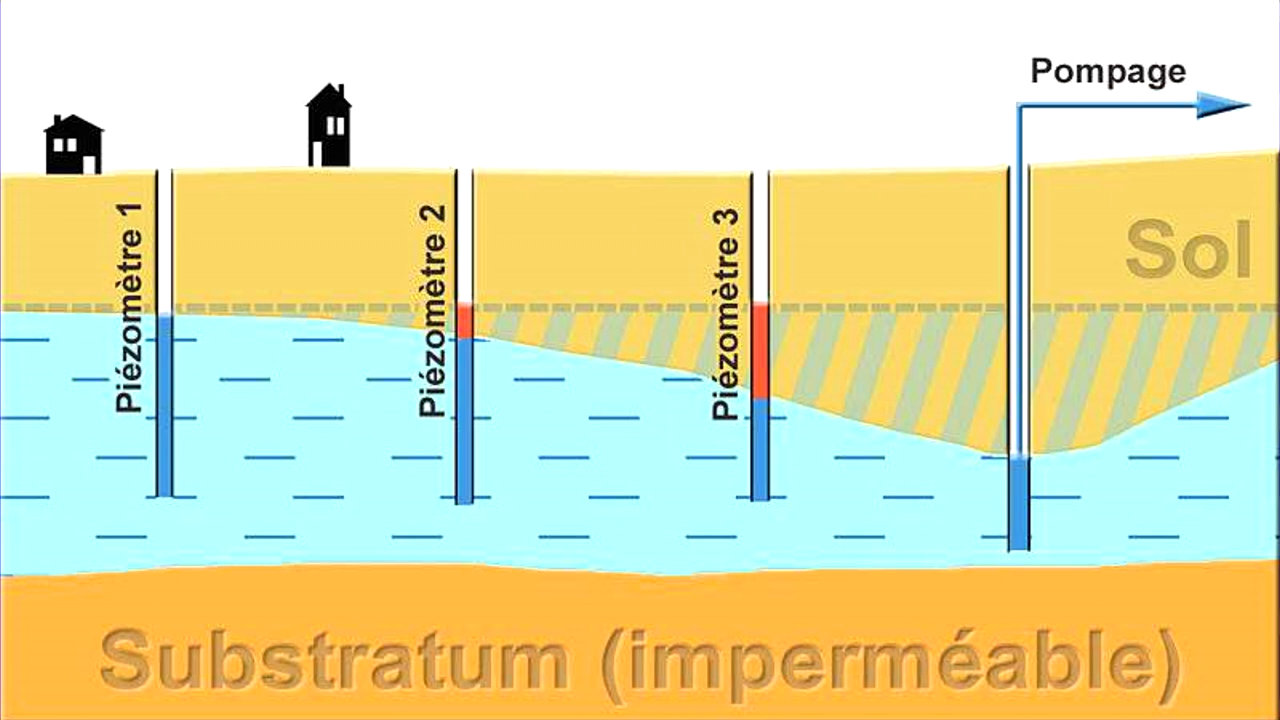 Pompage
Piézomètre 1
Piézomètre 2
Piézomètre 3
Sol
Substratum (imperméable)